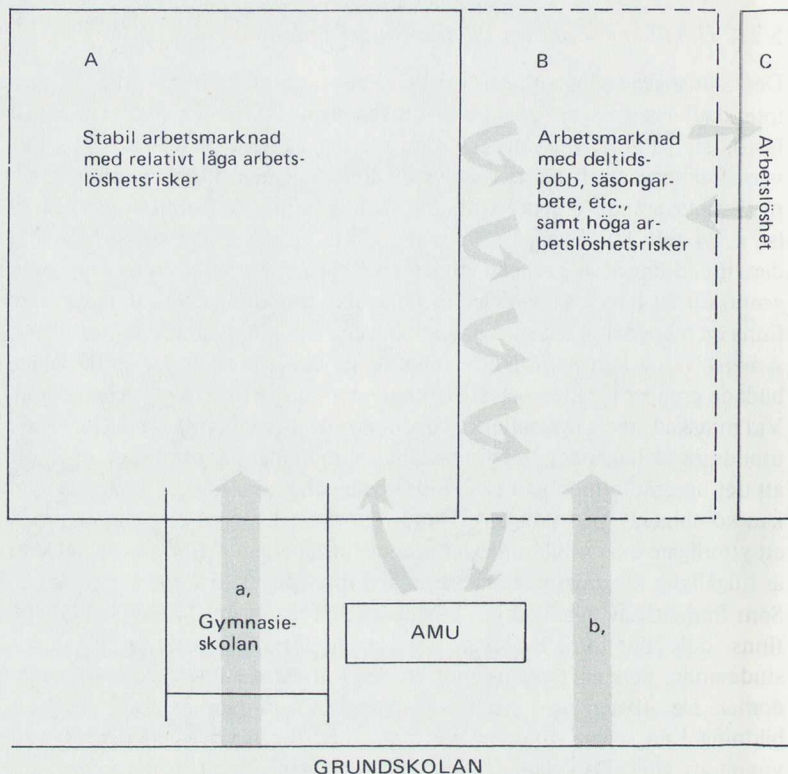 A
B
C
Stabil arbetsmarknad
med relativt låga arbets-
löshetsrisker
Arbetsmarknad
med deltids-
jobb, säsongar-
bete, etc.,
samt höga ar-
betslöshetsrisker
Arbetslöshet
a,
Gymnasie-
skolan
AMU
b,
GRUNDSKOLAN